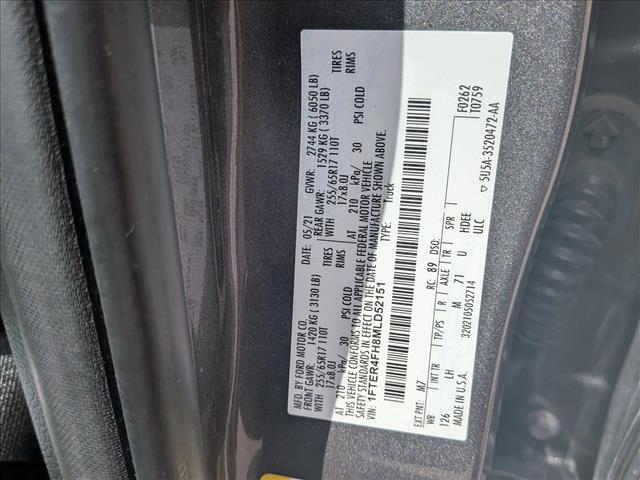 MFD. BY FORD MOTOR CO.
DATE: 05/21 GVWR: 2744 KG ( 6050 LB)
1420 KG ( 3130 LB) REAR GAWR: 1529 KG ( 3370 LB)
255/65R17 110T TIRES WITH 255/65R17 110T TIRES
17x8.0J RIMS 17x8.0J RIMS
AT 210 kPa/ 30 PSI COLD AT 210 kPa/ 30 PSI COLD
THIS VEHICLE CONFORMS TO ALL APPLICABLE FEDERAL MOTOR VEHICLE
SAFETY STANDARDS IN EFFECT ON THE DATE OF MANUFACTURE SHOWN ABOVE.
VIN: 1FTER4FH8MLD52151
TYPE: Truck
EXT PNT: M7 RC: 89 DSO: F0262
WB INT TR TP/PS R AXLE TR SPR T0759
126 LH M 71 U HDEE
MADE IN U.S.A. ULC ▽ 5U5A-3520472-AA
3202105052714